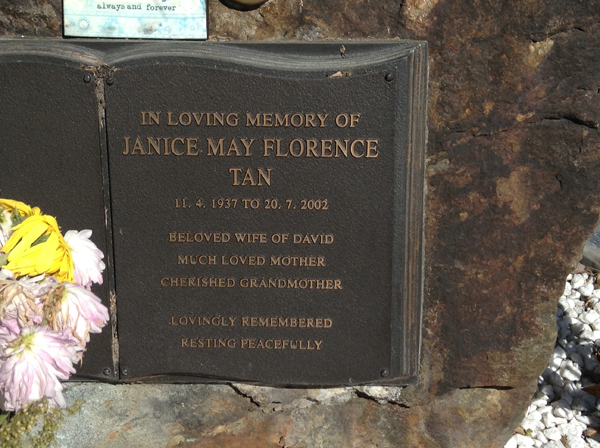 always and forever
IN LOVING MEMORY OF
JANICE MAY FLORENCE
TAN
11. 4. 1937 TO 20. 7. 2002
BELOVED WIFE OF DAVID
MUCH LOVED MOTHER
CHERISHED GRANDMOTHER
LOVINGLY REMEMBERED
RESTING PEACEFULLY